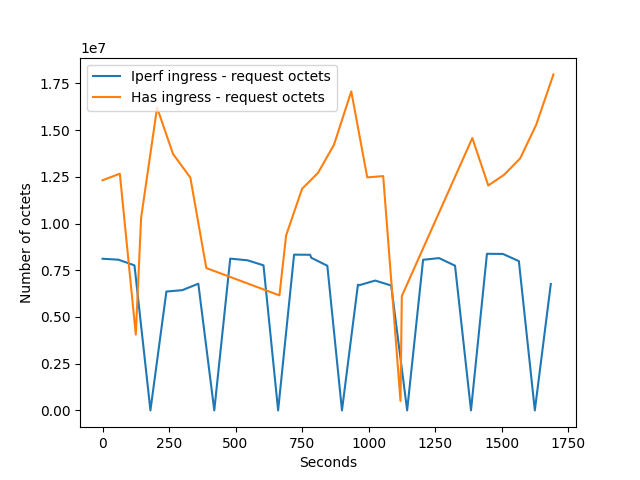 1e7
Iperf ingress - request octets
Has ingress - request octets
Number of octets
1.75
1.50
1.25
1.00
0.75
0.50
0.25
0.00
0 250 500 750 1000 1250 1500 1750
Seconds